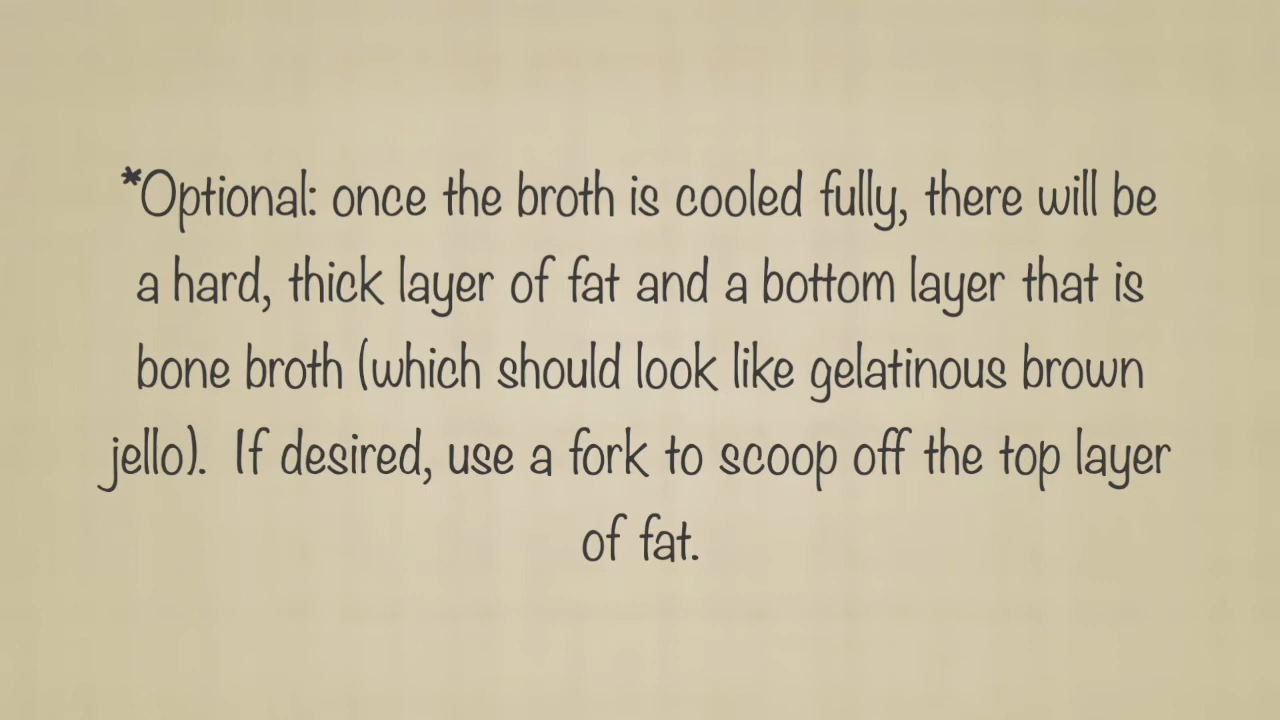 *Optional: once the broth is cooled fully, there will be
a hard, thick layer of fat and a bottom layer that is
bone broth (which should look like gelatinous brown
jello).  If desired, use a fork to scoop off the top layer
of fat.